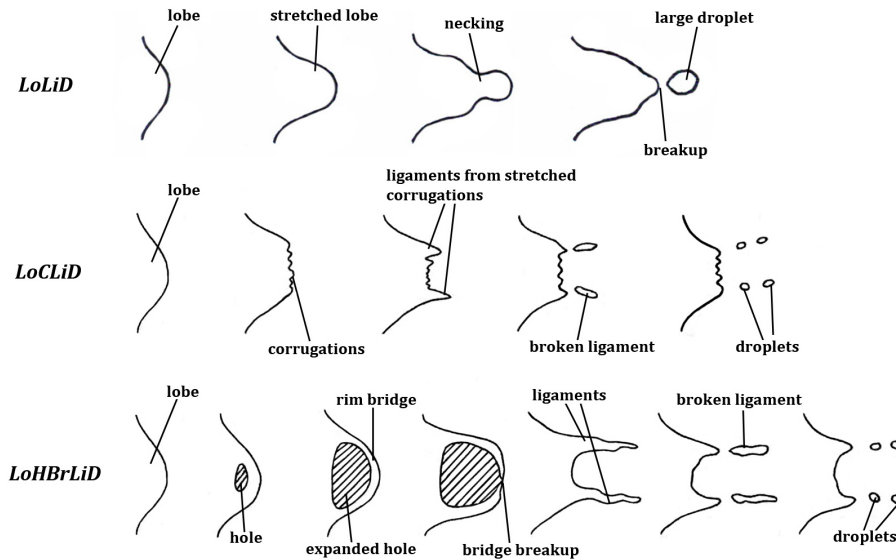 lobe
stretched lobe
necking
large droplet
LoLiD
breakup
lobe
ligaments from stretched
corrugations
LoCLiD
corrugations
broken ligament
droplets
lobe
rim bridge
ligaments
broken ligament
LoHBrLiD
hole
expanded hole
bridge breakup
droplets